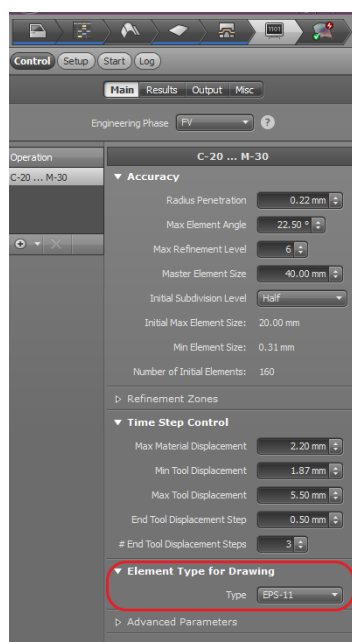 1101
Control Setup Start Log
Main Results Output Misc
Engineering Phase FV ?
Operation
C-20 ... M-30
C-20 ... M-30
Accuracy
Radius Penetration 0.22 mm
Max Element Angle 22.50 °
Max Refinement Level 6
Master Element Size 40.00 mm
Initial Subdivision Level Half
Initial Max Element Size: 20.00 mm
Min Element Size: 0.31 mm
Number of Initial Elements: 160
Refinement Zones
Time Step Control
Max Material Displacement 2.20 mm
Min Tool Displacement 1.87 mm
Max Tool Displacement 5.50 mm
End Tool Displacement Step 0.50 mm
# End Tool Displacement Steps 3
Element Type for Drawing
Type EPS-11
Advanced Parameters